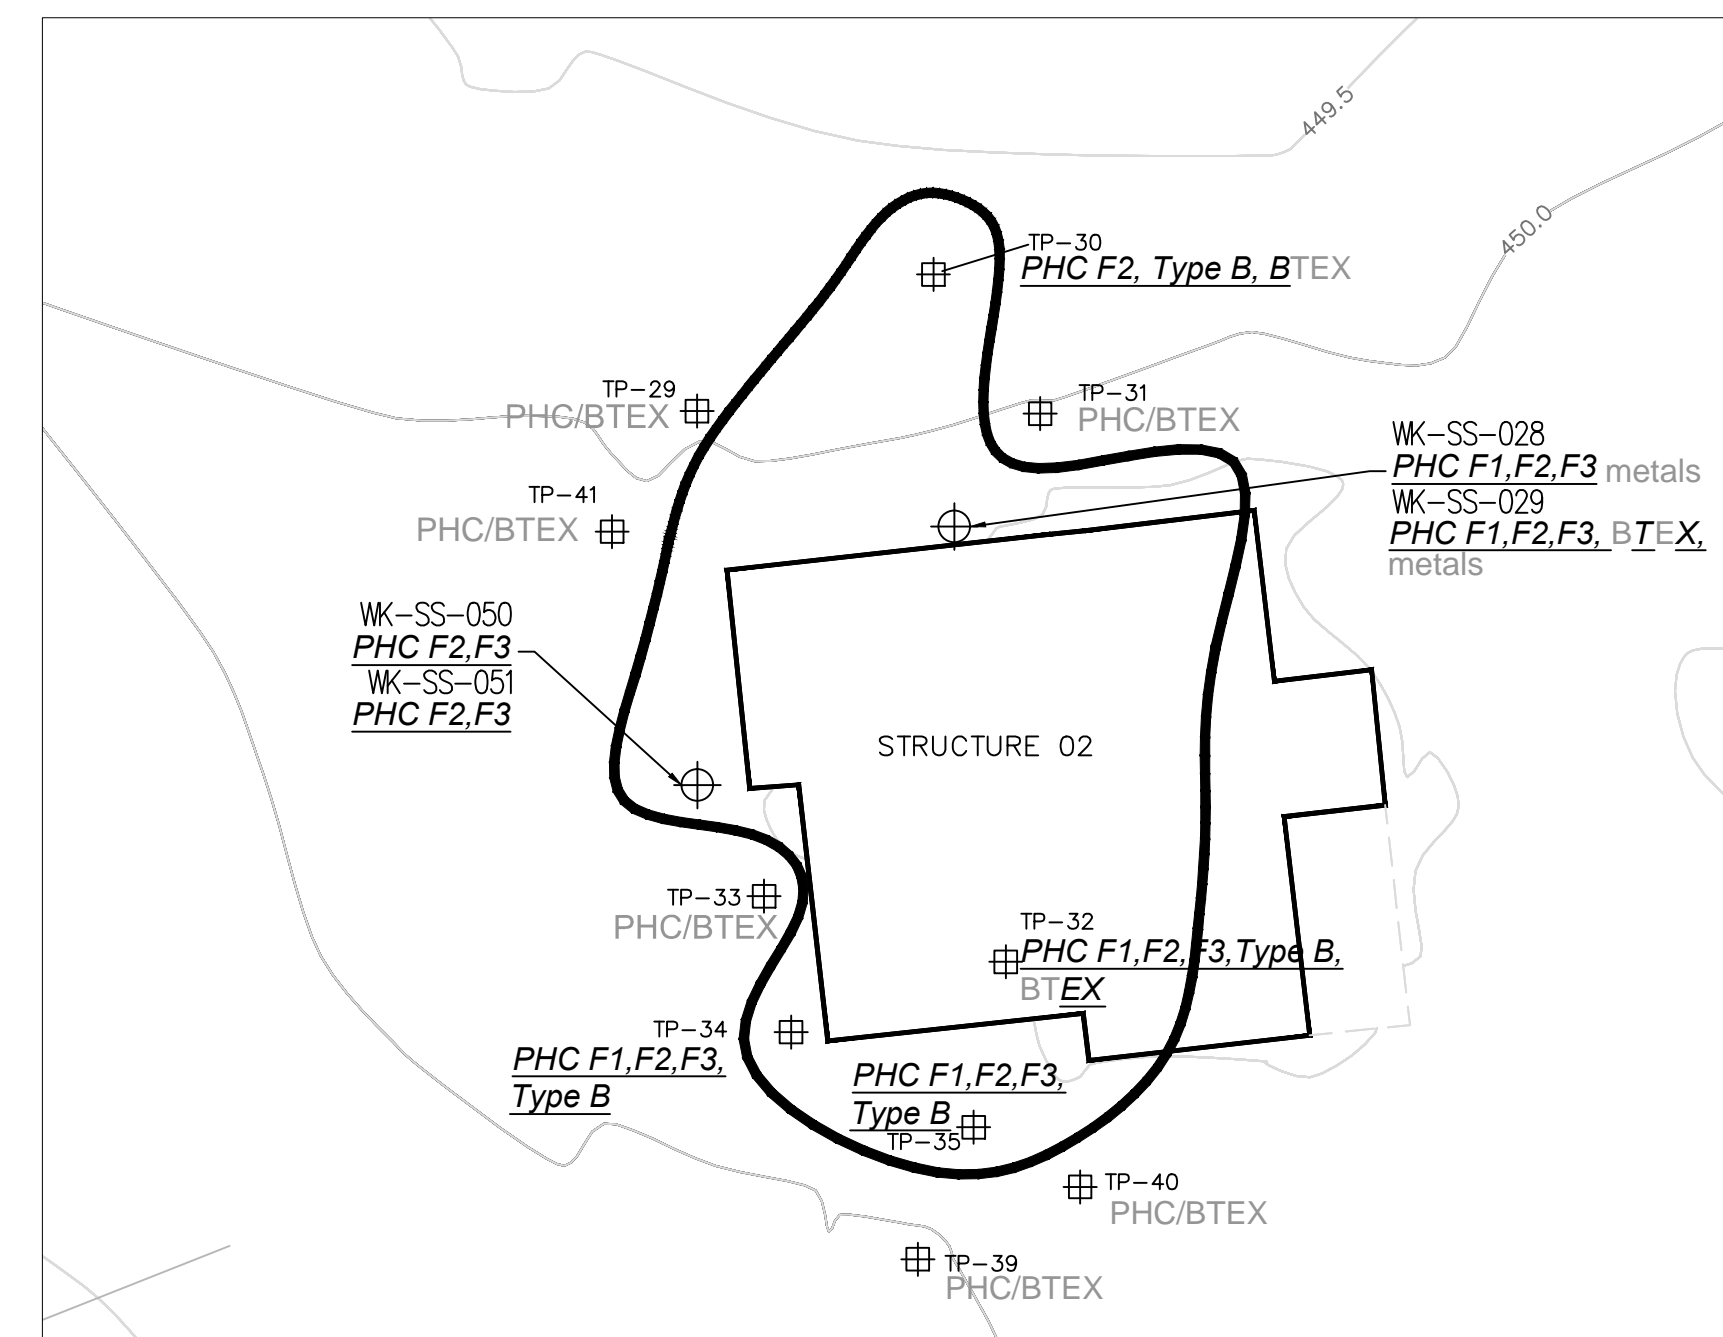 449.5
450.0
TP-30
PHC F2, Type B, BTEX
TP-29
PHC/BTEX
TP-31
PHC/BTEX
WK-SS-028
PHC F1,F2,F3 metals
WK-SS-029
PHC F1,F2,F3, BTEX,
metals
TP-41
PHC/BTEX
WK-SS-050
PHC F2,F3
WK-SS-051
PHC F2,F3
STRUCTURE 02
TP-33
PHC/BTEX
TP-32
PHC F1,F2,F3,Type B,
BTEX
TP-34
PHC F1,F2,F3,
Type B
PHC F1,F2,F3,
Type B
TP-35
TP-40
PHC/BTEX
TP-39
PHC/BTEX